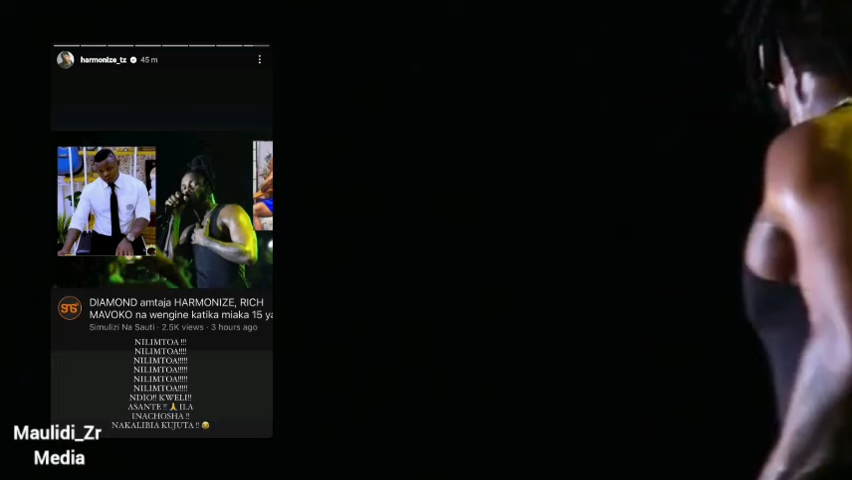 harmonize_tz 45 m
DIAMOND amtaja HARMONIZE, RICH
MAVOKO na wengine katika miaka 15 ya
Simulizi Na Sauti · 2.5K views · 3 hours ago
NILIMTOA !!!
NILIMTOA!!!!
NILIMTOA!!!!!
NILIMTOA!!!!!
NILIMTOA!!!!!
NILIMTOA!!!!!
NDIO!! KWELI!!
ASANTE !! 🙏 ILA
INACHOSHA !!
NAKALIBIA KUJUTA !! 😂
Maulidi_Zr
Media